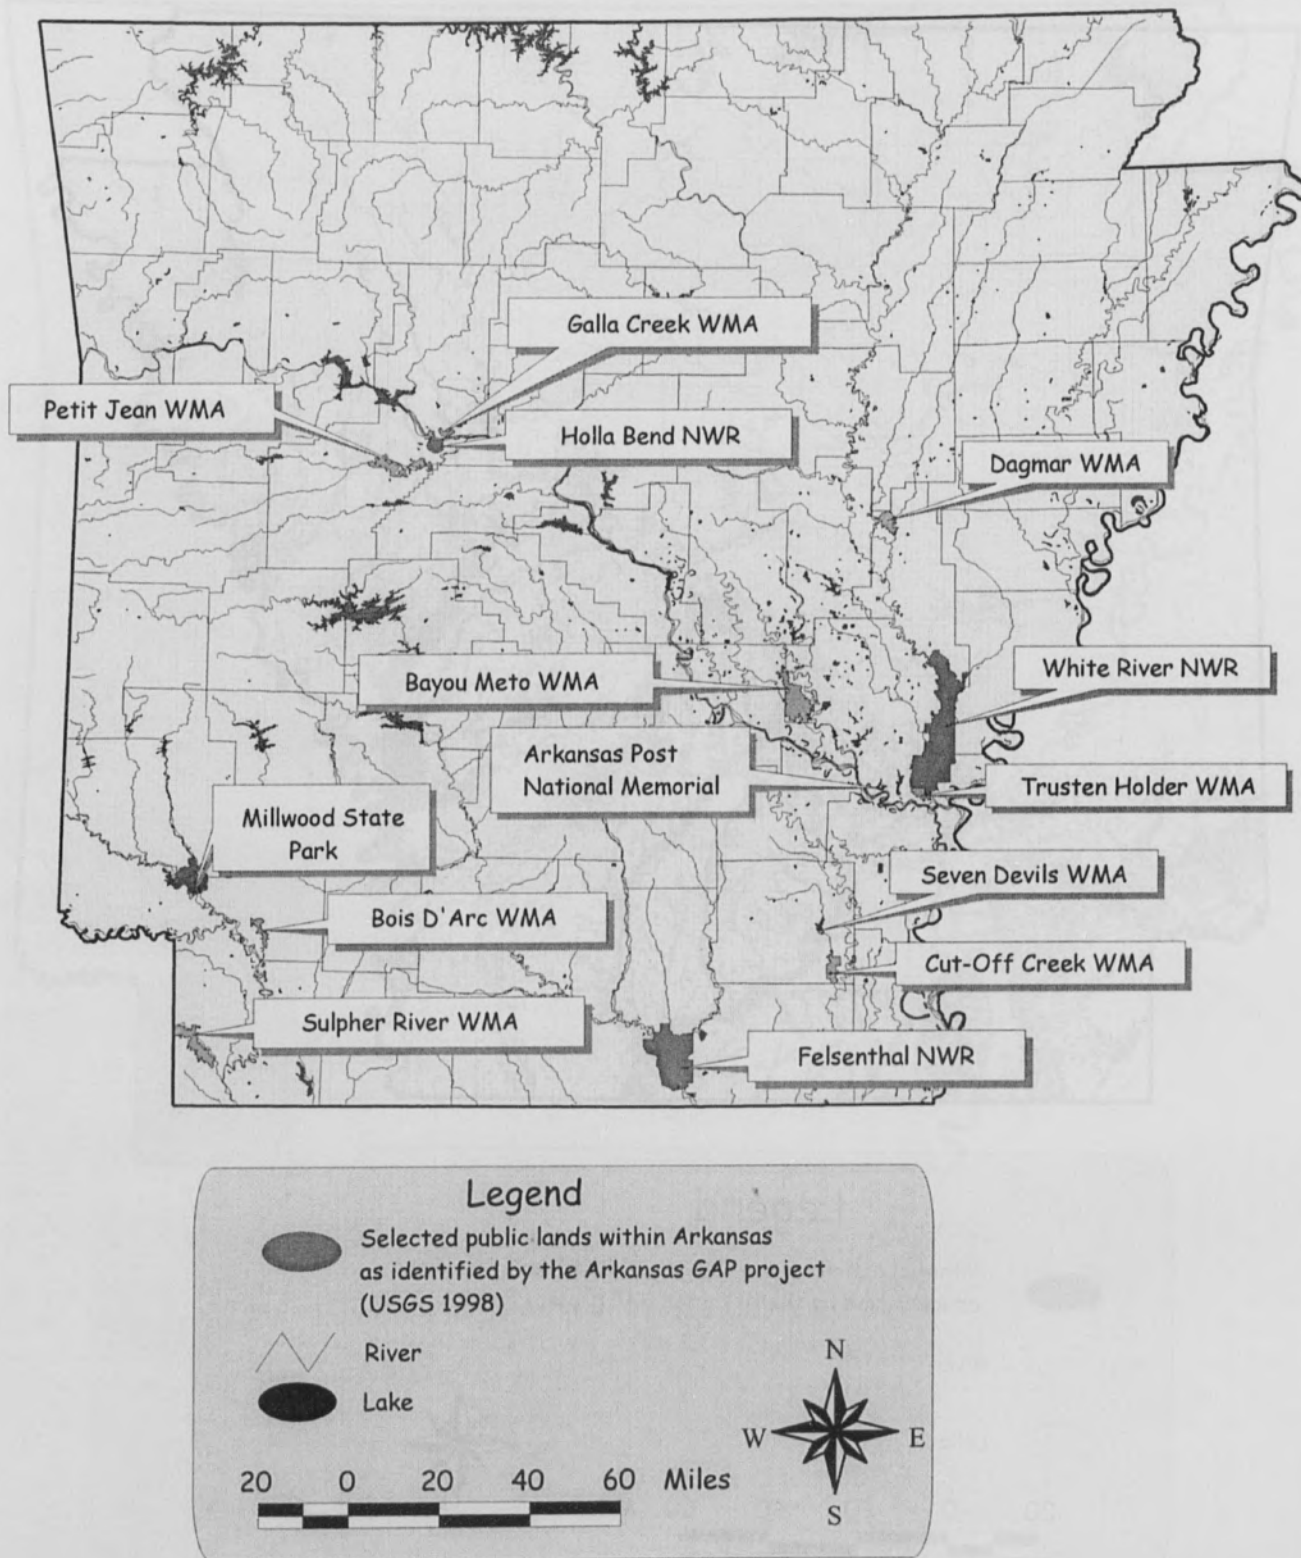 Galla Creek WMA
Petit Jean WMA
Holla Bend NWR
Dagmar WMA
White River NWR
Bayou Meto WMA
Arkansas Post
National Memorial
Trusten Holder WMA
Millwood State
Park
Seven Devils WMA
Bois D'Arc WMA
Cut-Off Creek WMA
Sulpher River WMA
Felsenthal NWR
Legend
Selected public lands within Arkansas
as identified by the Arkansas GAP project
(USGS 1998)
River
Lake
N
W E
S
20 0 20 40 60 Miles